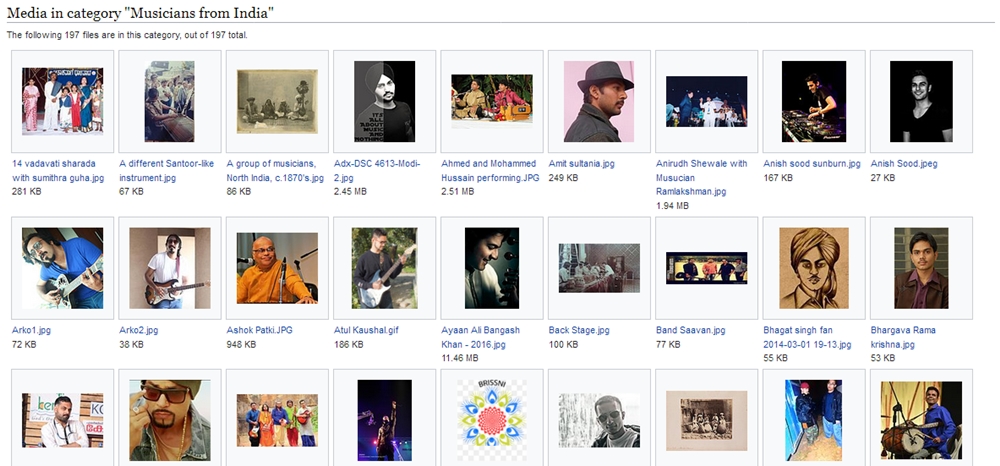 Media in category "Musicians from India"
The following 197 files are in this category, out of 197 total.
IT'S
ALL
ABOUT
MUSIC
AND
NOTHING
14 vadavati sharada
with sumithra guha.jpg
281 KB
A different Santoor-like
instrument.jpg
67 KB
A group of musicians,
North India, c.1870's.jpg
86 KB
Adx-DSC 4613-Modi-
2.jpg
2.45 MB
Ahmed and Mohammed
Hussain performing.JPG
2.51 MB
Amit sultania.jpg
249 KB
Anirudh Shewale with
Musucian
Ramlakshman.jpg
1.94 MB
Anish sood sunburn.jpg
167 KB
Anish Sood.jpeg
27 KB
Arko1.jpg
72 KB
Arko2.jpg
38 KB
Ashok Patki.JPG
948 KB
Atul Kaushal.gif
186 KB
Ayaan Ali Bangash
Khan - 2016.jpg
11.46 MB
Back Stage.jpg
100 KB
Band Saavan.jpg
77 KB
Bhagat singh fan
2014-03-01 19-13.jpg
55 KB
Bhargava Rama
krishna.jpg
53 KB
BRISSNI